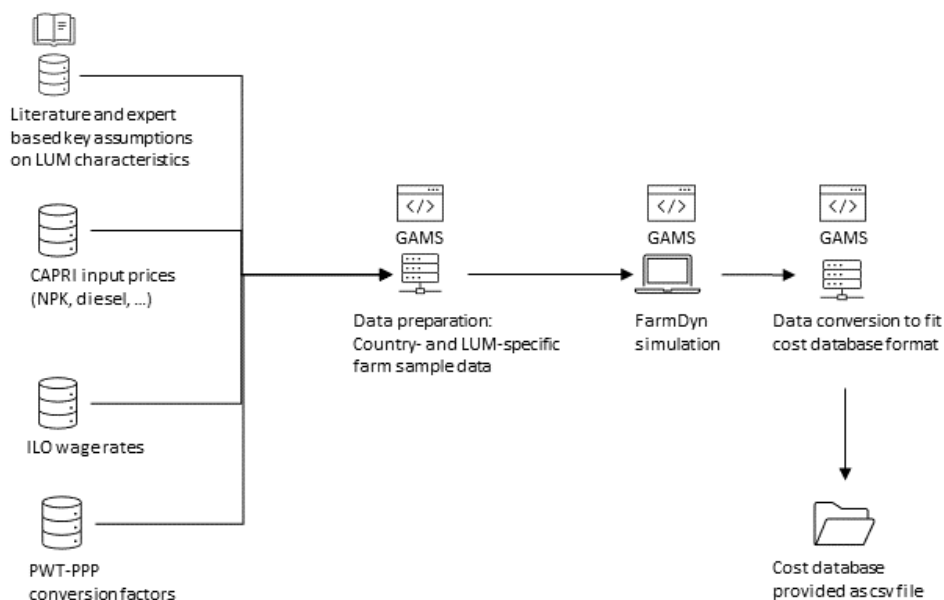 Literature and expert
based key assumptions
on LUM characteristics
CAPRI input prices
(NPK, diesel, ...)
ILO wage rates
PWT-PPP
conversion factors
</> 
GAMS
Data preparation:
Country- and LUM-specific
farm sample data
</>
GAMS
FarmDyn
simulation
</>
GAMS
Data conversion to fit
cost database format
Cost database
provided as csv file